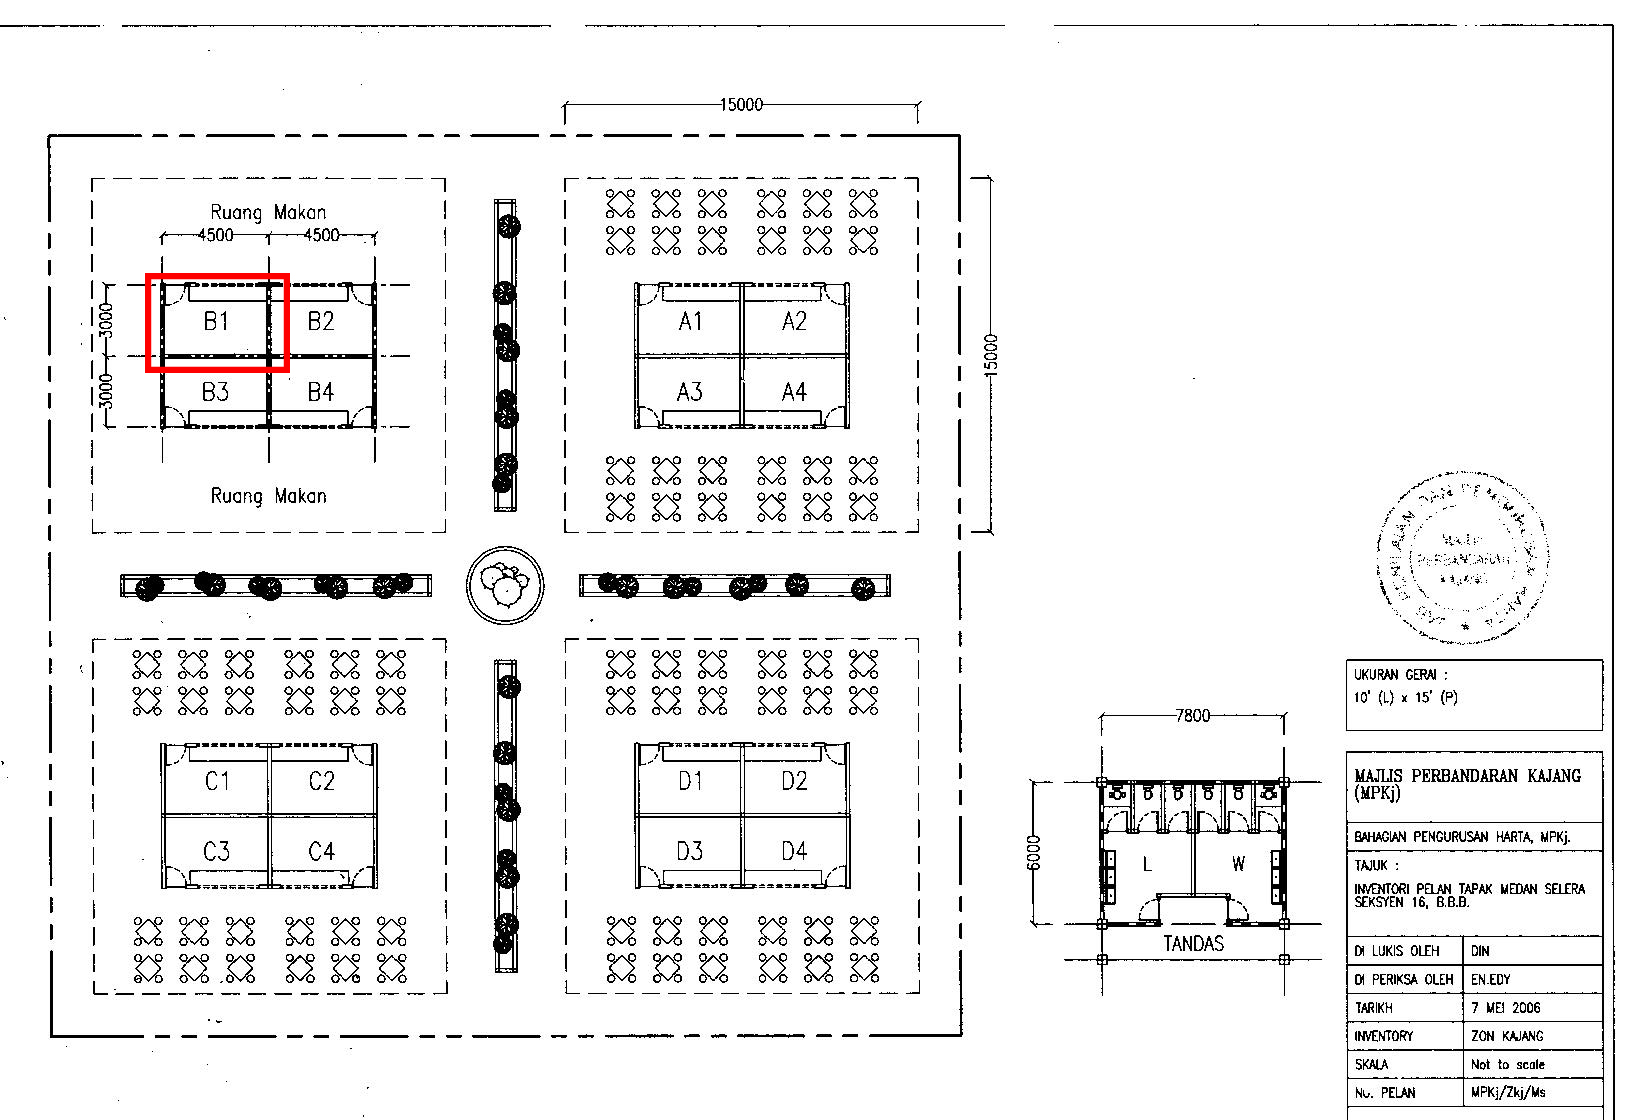 15000
Ruang Makan
4500
4500
3000
B1
B2
A1
A2
15000
3000
B3
B4
A3
A4
Ruang Makan
UKURAN GERAI :
10' (L) x 15' (P)
7800
MAJLIS PERBANDARAN KAJANG
(MPKj)
C1
C2
D1
D2
BAHAGIAN PENGURUSAN HARTA, MPKj.
C3
C4
D3
D4
6000
L
W
TAJUK :
INVENTORI PELAN TAPAK MEDAN SELERA
SEKSYEN 16, B.B.B.
TANDAS
DI LUKIS OLEH DIN
DI PERIKSA OLEH EN.EDY
TARIKH 7 MEI 2006
INVENTORY ZON KAJANG
SKALA Not to scale
No. PELAN MPKj/Zkj/Ms